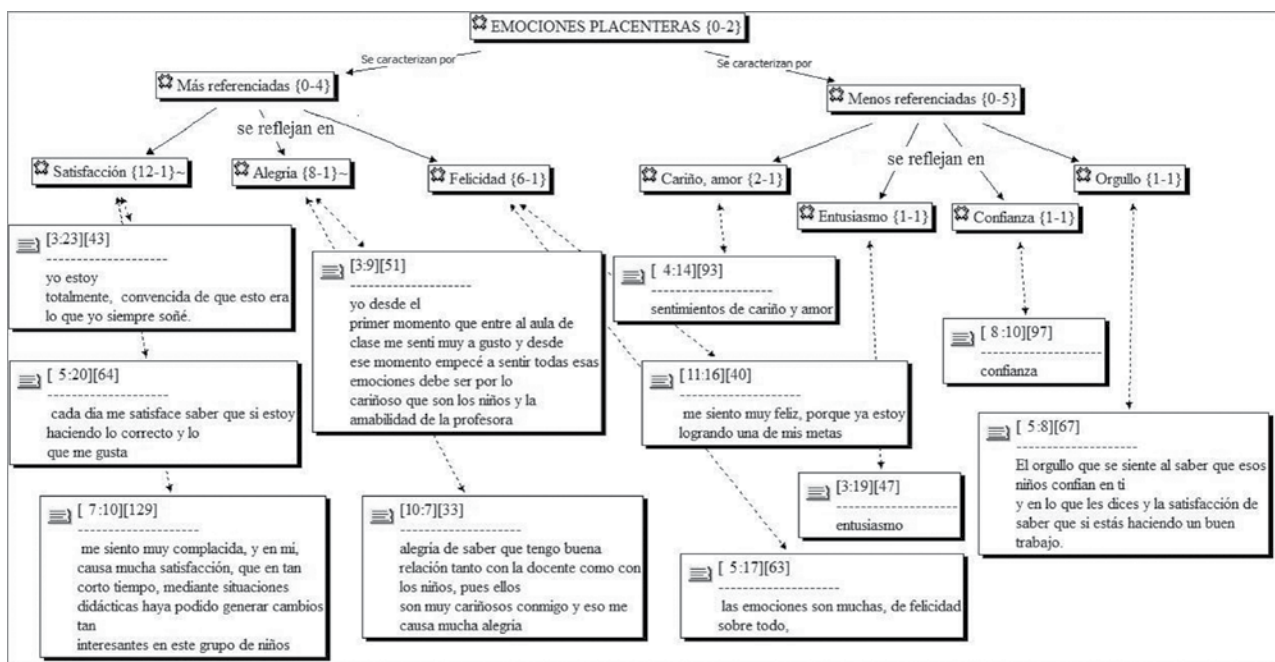 EMOCIONES PLACENTERAS {0-2}
Se caracterizan por
Se caracterizan por
Más referenciadas {0-4}
Menos referenciadas {0-5}
se reflejan en
se reflejan en
Satisfacción {12-1}~
Alegría {8-1}~
Felicidad {6-1}
Cariño, amor {2-1}
Entusiasmo {1-1}
Confianza {1-1}
Orgullo {1-1}
[3:23][43]
yo estoy
totalmente, convencida de que esto era
lo que yo siempre soñé.
[ 5:20][64]
cada dia me satisface saber que si estoy
haciendo lo correcto y lo
que me gusta
[ 7:10][129]
me siento muy complacida, y en mi,
causa mucha satisfacción, que en tan
corto tiempo, mediante situaciones
didácticas haya podido generar cambios
tan
interesantes en este grupo de niños
[3:9][51]
yo desde el
primer momento que entre al aula de
clase me senti muy a gusto y desde
ese momento empecé a sentir todas esas
emociones debe ser por lo
cariñoso que son los niños y la
amabilidad de la profesora
[10:7][33]
alegría de saber que tengo buena
relación tanto con la docente como con
los niños, pues ellos
son muy cariñosos conmigo y eso me
causa mucha alegria
[ 4:14][93]
sentimientos de cariño y amor
[11:16][40]
me siento muy feliz, porque ya estoy
logrando una de mis metas
[ 5:17][63]
las emociones son muchas, de felicidad
sobre todo,
[3:19][47]
entusiasmo
[ 8:10][97]
confianza
[ 5:8][67]
El orgullo que se siente al saber que esos
niños confian en ti
y en lo que les dices y la satisfacción de
saber que si estás haciendo un buen
trabajo.